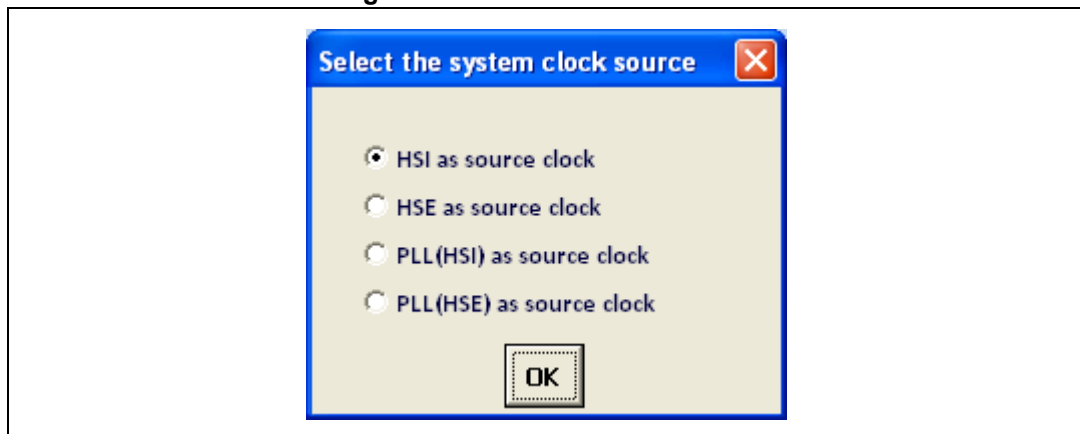 Select the system clock source
HSI as source clock
HSE as source clock
PLL(HSI) as source clock
PLL(HSE) as source clock
OK